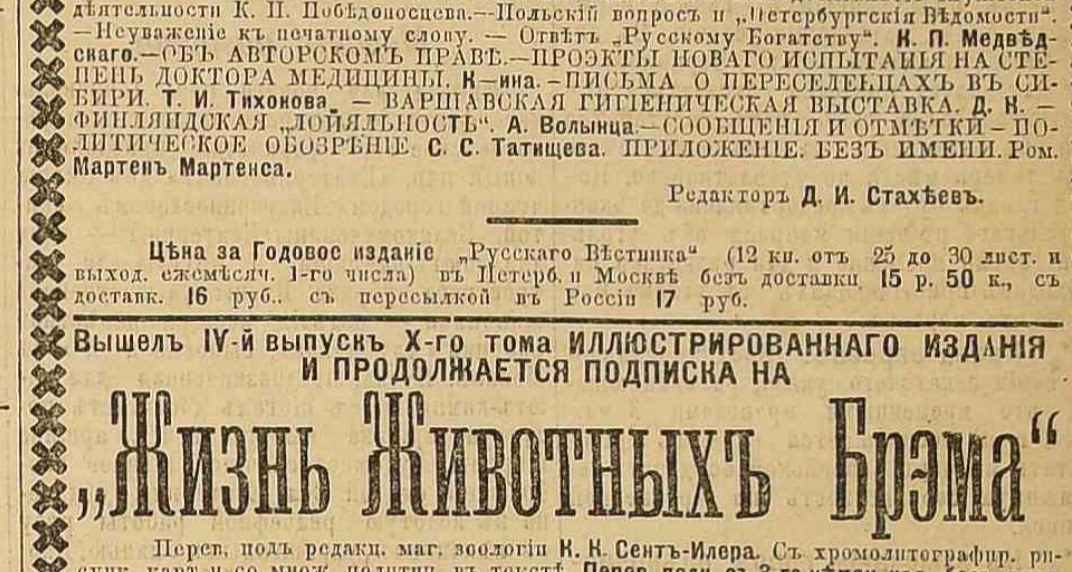 дѣятельности К. П. Побѣдоносцева.—Польскій вопросъ и „Петербургскія Вѣдомости“.
—Неуваженіе къ печатному слову. — Отвѣтъ „Русскому Богатству“. К. П. Медвѣд-
скаго.—ОБЪ АВТОРСКОМЪ ПРАВѢ.—ПРОЭКТЫ НОВАГО ИСПЫТАНІЯ НА СТЕ-
ПЕНЬ ДОКТОРА МЕДИЦИНЫ. К—ина.—ПИСЬМА О ПЕРЕСЕЛЕНЦАХЪ ВЪ СИ-
БИРИ. Т. И. Тихонова. — ВАРШАВСКАЯ ГИГІЕНИЧЕСКАЯ ВЫСТАВКА. Д. К. —
ФИНЛЯНДСКАЯ „ЛОЙЯЛЬНОСТЬ“. А. Волынца.—СООБЩЕНІЯ И ОТМѢТКИ—ПО-
ЛИТИЧЕСКОЕ ОБОЗРѢНІЕ С. С. Татищева. ПРИЛОЖЕНІЕ: БЕЗЪ ИМЕНИ. Ром.
Мартенъ Мартенса.
Редакторъ Д. И. Стахѣевъ.
Цѣна за Годовое изданіе „Русскаго Вѣстника“ (12 кн. отъ 25 до 30 лист. и
выход. ежемѣсяч. 1-го числа) въ Петерб. и Москвѣ безъ доставки 15 р. 50 к., съ
доставк. 16 руб.. съ пересылкой въ Россіи 17 руб.
Вышелъ IV-й выпускъ X-го тома ИЛЛЮСТРИРОВАННАГО ИЗДАНІЯ
И ПРОДОЛЖАЕТСЯ ПОДПИСКА НА
„Жизнь Животныхъ Брэма“
Перев. подъ редакц. маг. зоологіи К. К. Сентъ-Илера. Съ хромолитографир. ри-